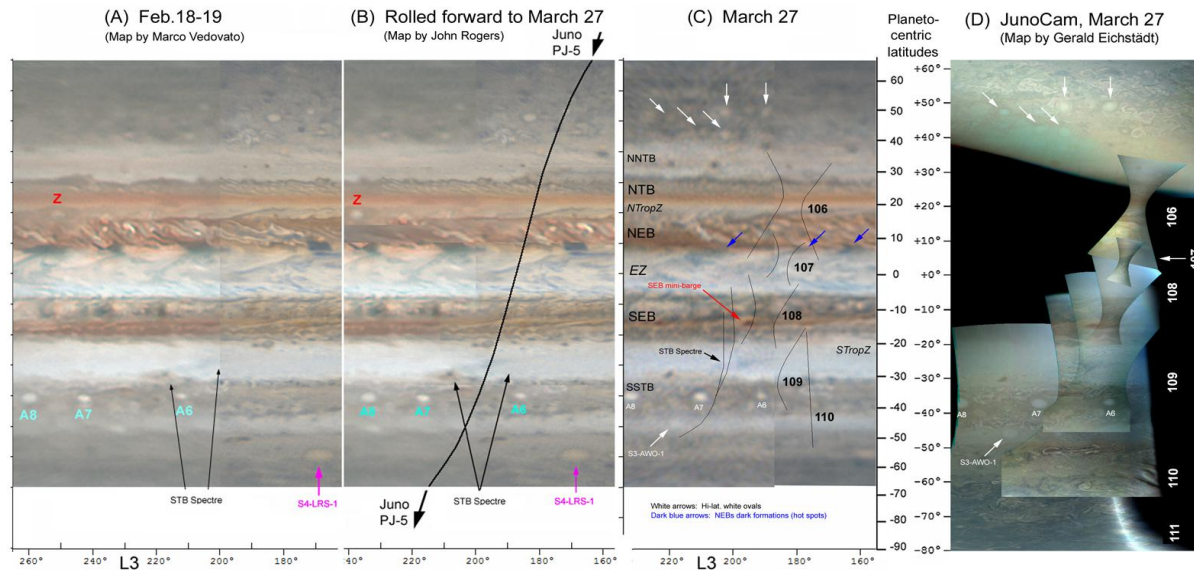 (A) Feb.18-19
(Map by Marco Vedovato)
(B) Rolled forward to March 27
(Map by John Rogers)
Juno
PJ-5
(C) March 27
Planeto-
centric
latitudes
(D) JunoCam, March 27
(Map by Gerald Eichstädt)
Z
A8
A7
A6
STB Spectre
S4-LRS-1
260°
240°
220°
200°
180°
L3
Z
A8
A7
A6
Juno
PJ-5
STB Spectre
S4-LRS-1
240°
220°
200°
180°
160°
NNTB
NTB
NTropZ
NEB
EZ
SEB mini-barge
SEB
STB Spectre
STropZ
SSTB
A8
A7
A6
S3-AWO-1
106
107
108
109
110
White arrows: Hi-lat. white ovals
Dark blue arrows: NEBs dark formations (hot spots)
L3
220°
200°
180°
160°
60
50
40
30
20
10
0
-10
-20
-30
-40
-50
-60
-70
-80
-90
+60°
+50°
+40°
+30°
+20°
+10°
+0°
-10°
-20°
-30°
-40°
-50°
-60°
-70°
-80°
A8
A7
A6
S3-AWO-1
106
107
108
109
110
111